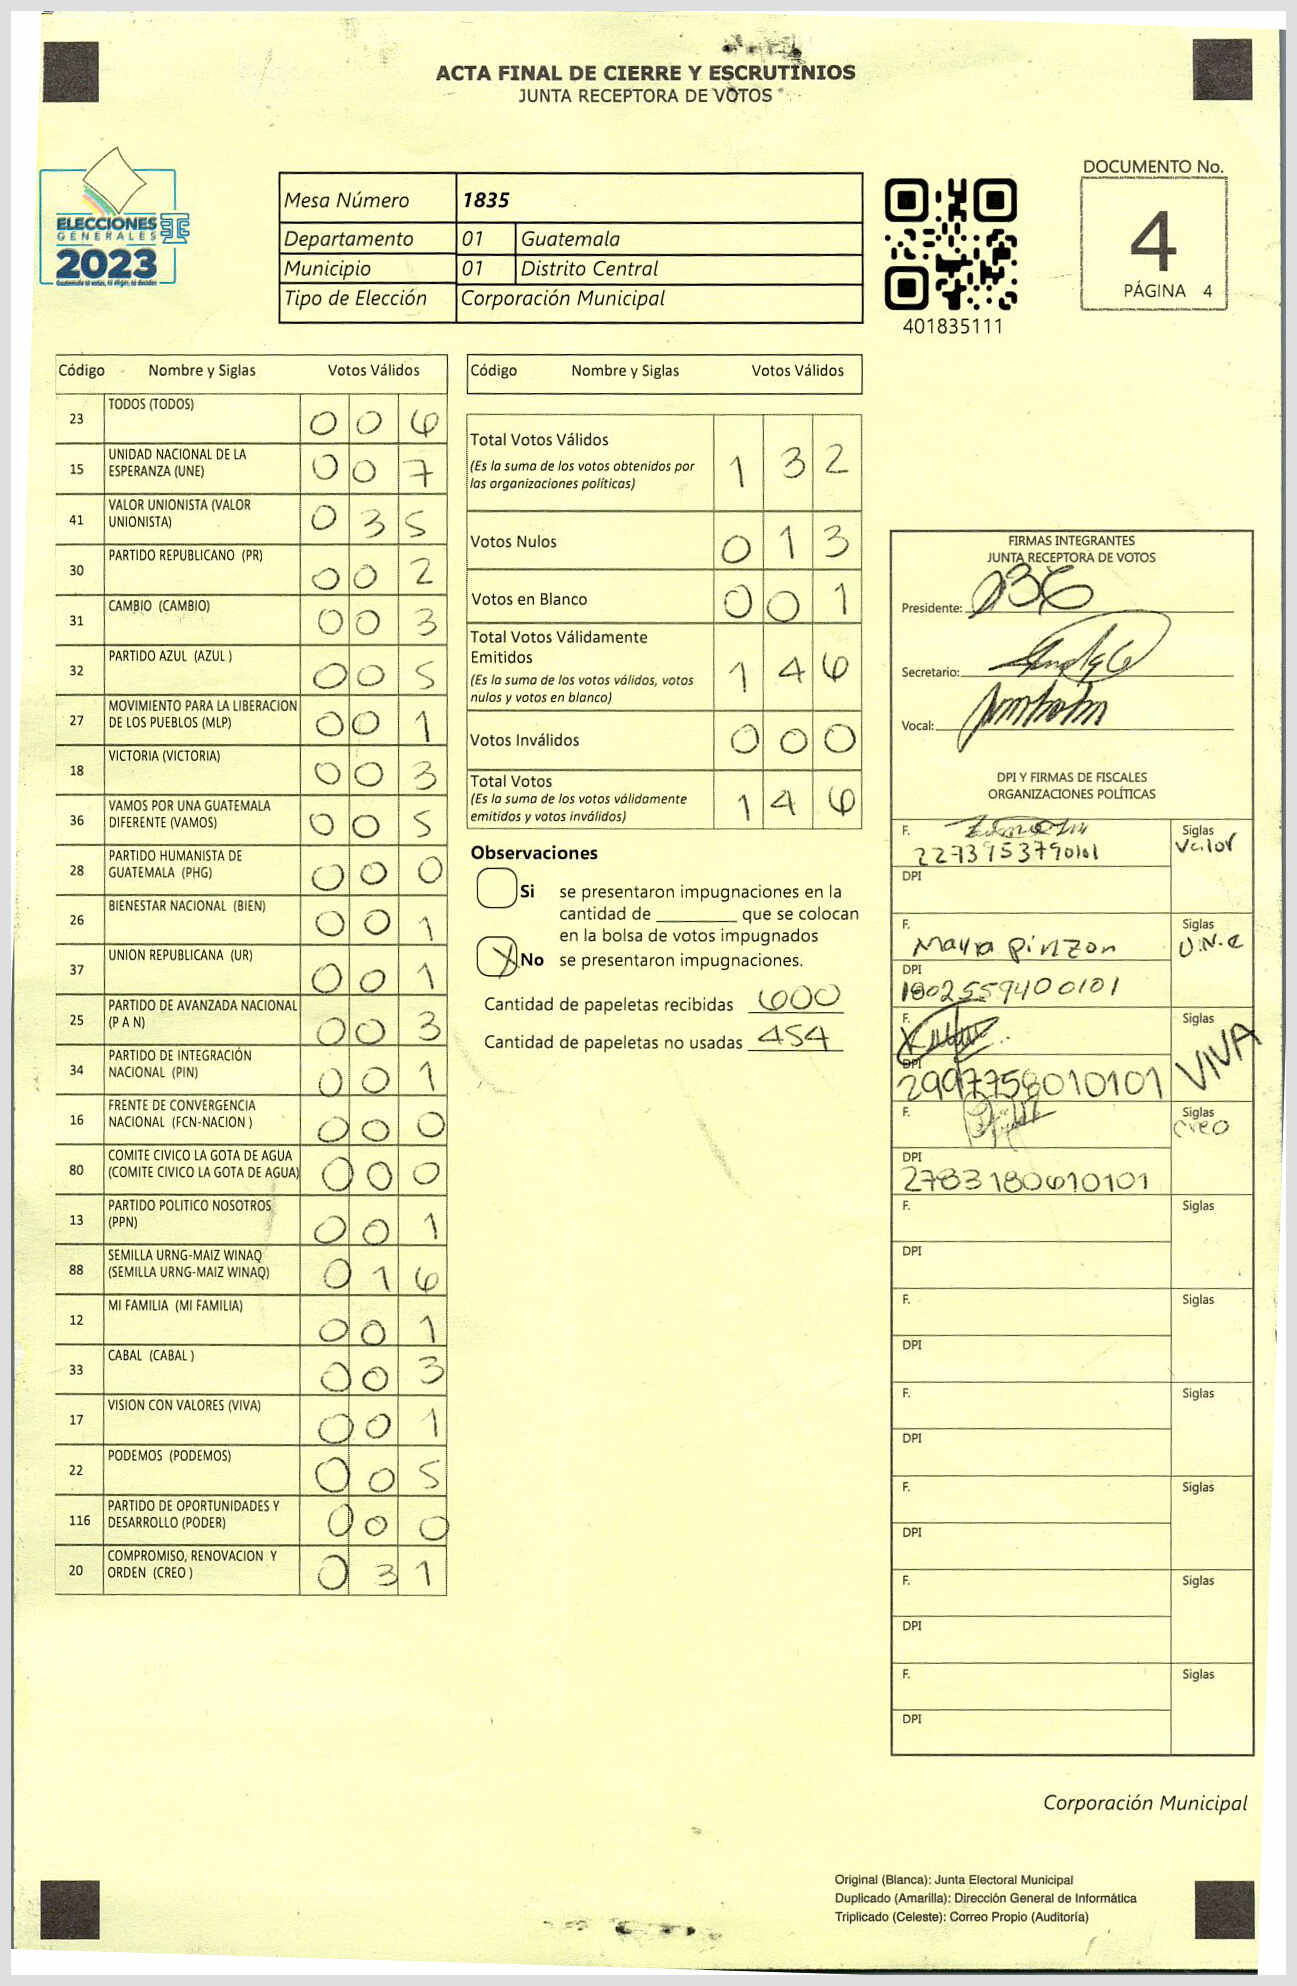 ACTA FINAL DE CIERRE Y ESCRUTINIOS
JUNTA RECEPTORA DE VOTOS
ELECCIONES
GENERALES
2023
Guatemala tú votas, tú eliges, tú decides
Mesa Número 1835
Departamento 01 Guatemala
Municipio 01 Distrito Central
Tipo de Elección Corporación Municipal
401835111
DOCUMENTO No.
4
PÁGINA 4
Código Nombre y Siglas Votos Válidos
23 TODOS (TODOS) 0 0 6
15 UNIDAD NACIONAL DE LA ESPERANZA (UNE) 0 0 7
41 VALOR UNIONISTA (VALOR UNIONISTA) 0 3 5
30 PARTIDO REPUBLICANO (PR) 0 0 2
31 CAMBIO (CAMBIO) 0 0 3
32 PARTIDO AZUL (AZUL ) 0 0 5
27 MOVIMIENTO PARA LA LIBERACION DE LOS PUEBLOS (MLP) 0 0 1
18 VICTORIA (VICTORIA) 0 0 3
36 VAMOS POR UNA GUATEMALA DIFERENTE (VAMOS) 0 0 5
28 PARTIDO HUMANISTA DE GUATEMALA (PHG) 0 0 0
26 BIENESTAR NACIONAL (BIEN) 0 0 1
37 UNION REPUBLICANA (UR) 0 0 1
25 PARTIDO DE AVANZADA NACIONAL (P A N) 0 0 3
34 PARTIDO DE INTEGRACIÓN NACIONAL (PIN) 0 0 1
16 FRENTE DE CONVERGENCIA NACIONAL (FCN-NACION ) 0 0 0
80 COMITE CIVICO LA GOTA DE AGUA (COMITE CIVICO LA GOTA DE AGUA) 0 0 0
13 PARTIDO POLITICO NOSOTROS (PPN) 0 0 1
88 SEMILLA URNG-MAIZ WINAQ (SEMILLA URNG-MAIZ WINAQ) 0 1 6
12 MI FAMILIA (MI FAMILIA) 0 0 1
33 CABAL (CABAL ) 0 0 3
17 VISION CON VALORES (VIVA) 0 0 1
22 PODEMOS (PODEMOS) 0 0 5
116 PARTIDO DE OPORTUNIDADES Y DESARROLLO (PODER) 0 0 0
20 COMPROMISO, RENOVACION Y ORDEN (CREO ) 0 3 1
Código Nombre y Siglas Votos Válidos
Total Votos Válidos 1 3 2
(Es la suma de los votos obtenidos por
las organizaciones políticas)
Votos Nulos 0 1 3
Votos en Blanco 0 0 1
Total Votos Válidamente
Emitidos 1 4 6
(Es la suma de los votos válidos, votos
nulos y votos en blanco)
Votos Inválidos 0 0 0
Total Votos 1 4 6
(Es la suma de los votos válidamente
emitidos y votos inválidos)
Observaciones
Si se presentaron impugnaciones en la
cantidad de ________ que se colocan
en la bolsa de votos impugnados
X No se presentaron impugnaciones.
Cantidad de papeletas recibidas 600
Cantidad de papeletas no usadas 454
FIRMAS INTEGRANTES
JUNTA RECEPTORA DE VOTOS
Presidente:
Secretario:
Vocal:
DPI Y FIRMAS DE FISCALES
ORGANIZACIONES POLÍTICAS
F. Siglas
Valor
2273953790101
DPI
F. Siglas
Mayra Pinzon U.N.E
DPI
1802559400101
F. Siglas
VIVA
DPI
2997758010101
F. Siglas
Creo
DPI
2783180610101
F. Siglas
DPI
F. Siglas
DPI
F. Siglas
DPI
F. Siglas
DPI
F. Siglas
DPI
F. Siglas
DPI
Corporación Municipal
Original (Blanca): Junta Electoral Municipal
Duplicado (Amarilla): Dirección General de Informática
Triplicado (Celeste): Correo Propio (Auditoría)